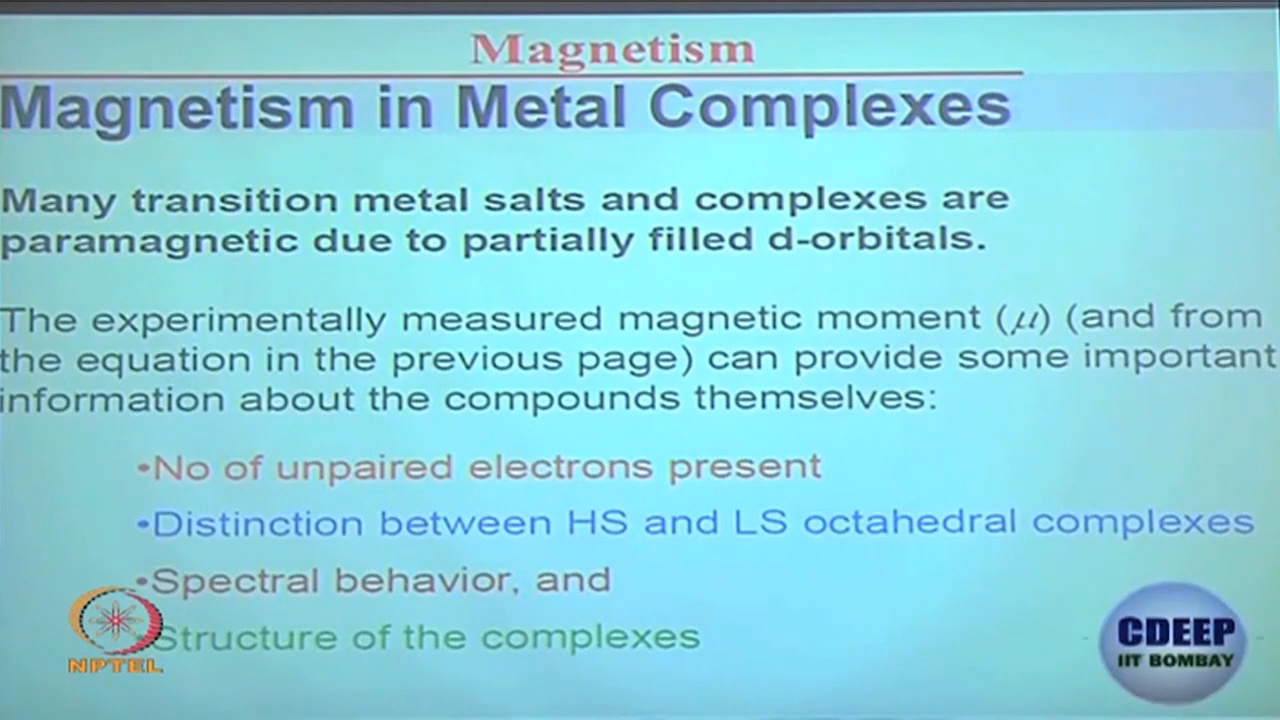 Magnetism
Magnetism in Metal Complexes
Many transition metal salts and complexes are
paramagnetic due to partially filled d-orbitals.
The experimentally measured magnetic moment (μ) (and from
the equation in the previous page) can provide some important
information about the compounds themselves:
•No of unpaired electrons present
•Distinction between HS and LS octahedral complexes
•Spectral behavior, and
Structure of the complexes
NPTEL
CDEEP
IIT BOMBAY